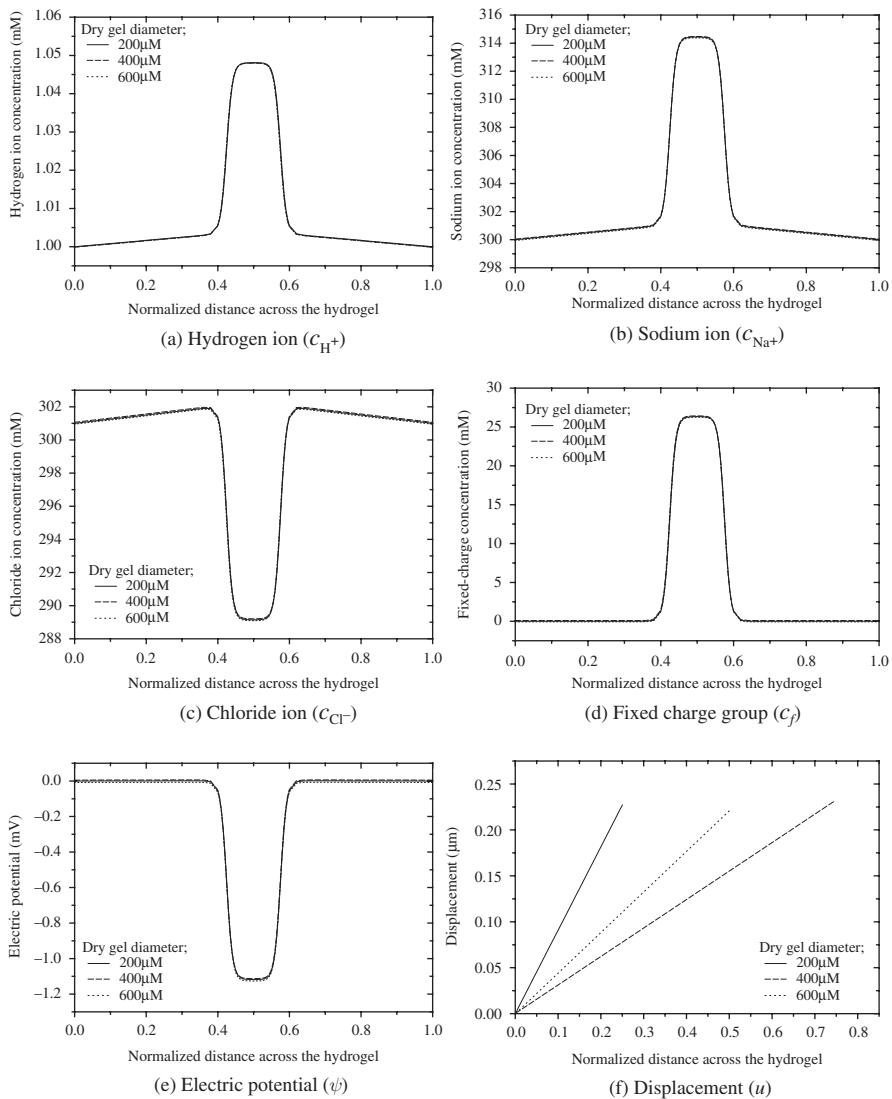 Hydrogen ion concentration (mM)
1.06
1.05
1.04
1.03
1.02
1.01
1.00
Dry gel diameter;
200μM
400μM
600μM
0.0 0.2 0.4 0.6 0.8 1.0
Normalized distance across the hydrogel
(a) Hydrogen ion (cH+)
Sodium ion concentration (mM)
316
314
312
310
308
306
304
302
300
298
Dry gel diameter;
200μM
400μM
600μM
0.0 0.2 0.4 0.6 0.8 1.0
Normalized distance across the hydrogel
(b) Sodium ion (cNa+)
Chloride ion concentration (mM)
302
300
298
296
294
292
290
288
Dry gel diameter;
200μM
400μM
600μM
0.0 0.2 0.4 0.6 0.8 1.0
Normalized distance across the hydrogel
(c) Chloride ion (cCl−)
Fixed-charge concentration (mM)
30
25
20
15
10
5
0
Dry gel diameter;
200μM
400μM
600μM
0.0 0.2 0.4 0.6 0.8 1.0
Normalized distance across the hydrogel
(d) Fixed charge group (cf)
Electric potential (mV)
0.0
−0.2
−0.4
−0.6
−0.8
−1.0
−1.2
Dry gel diameter;
200μM
400μM
600μM
0.0 0.2 0.4 0.6 0.8 1.0
Normalized distance across the hydrogel
(e) Electric potential (ψ)
Displacement (μm)
0.25
0.20
0.15
0.10
0.05
0.00
Dry gel diameter;
200μM
400μM
600μM
0.0 0.1 0.2 0.3 0.4 0.5 0.6 0.7 0.8
Normalized distance across the hydrogel
(f) Displacement (u)